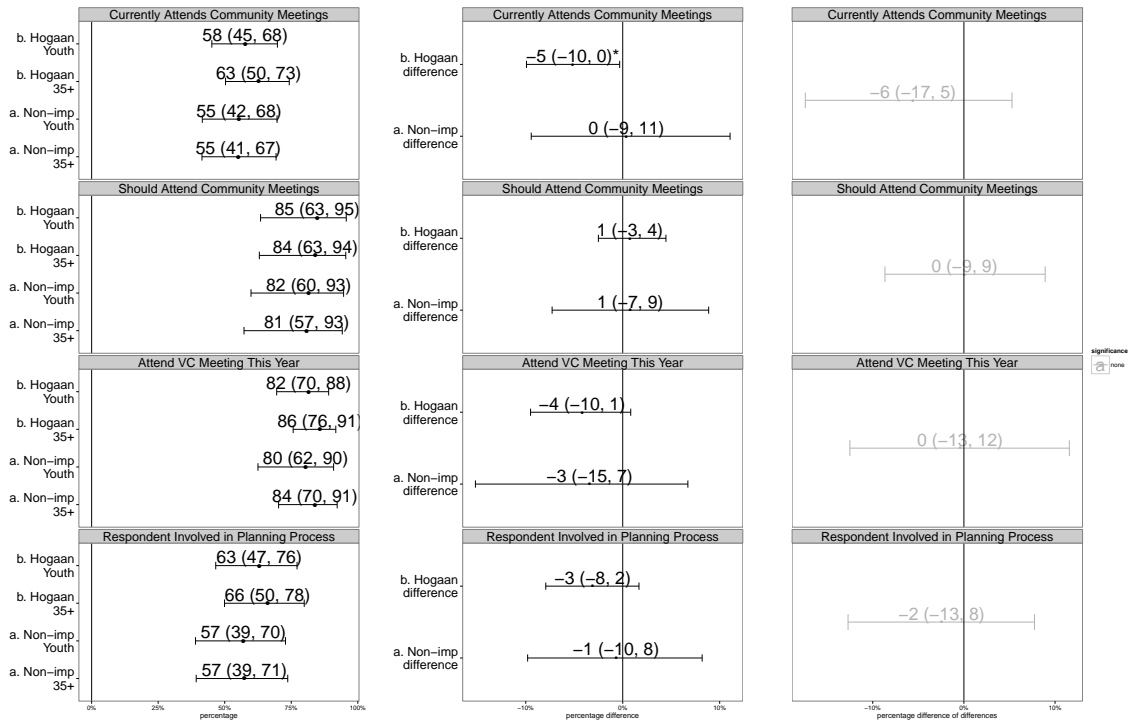 Currently Attends Community Meetings
b. Hogaan
Youth
58 (45, 68)
b. Hogaan
35+
63 (50, 73)
a. Non−imp
Youth
55 (42, 68)
a. Non−imp
35+
55 (41, 67)
Should Attend Community Meetings
b. Hogaan
Youth
85 (63, 95)
b. Hogaan
35+
84 (63, 94)
a. Non−imp
Youth
82 (60, 93)
a. Non−imp
35+
81 (57, 93)
Attend VC Meeting This Year
b. Hogaan
Youth
82 (70, 88)
b. Hogaan
35+
86 (76, 91)
a. Non−imp
Youth
80 (62, 90)
a. Non−imp
35+
84 (70, 91)
Respondent Involved in Planning Process
b. Hogaan
Youth
63 (47, 76)
b. Hogaan
35+
66 (50, 78)
a. Non−imp
Youth
57 (39, 70)
a. Non−imp
35+
57 (39, 71)
0% 25% 50% 75% 100%
percentage
Currently Attends Community Meetings
b. Hogaan
difference
−5 (−10, 0)*
a. Non−imp
difference
0 (−9, 11)
Should Attend Community Meetings
b. Hogaan
difference
1 (−3, 4)
a. Non−imp
difference
1 (−7, 9)
Attend VC Meeting This Year
b. Hogaan
difference
−4 (−10, 1)
a. Non−imp
difference
−3 (−15, 7)
Respondent Involved in Planning Process
b. Hogaan
difference
−3 (−8, 2)
a. Non−imp
difference
−1 (−10, 8)
−10% 0% 10%
percentage difference
Currently Attends Community Meetings
−6 (−17, 5)
Should Attend Community Meetings
0 (−9, 9)
Attend VC Meeting This Year
0 (−13, 12)
Respondent Involved in Planning Process
−2 (−13, 8)
−10% 0% 10%
percentage difference of differences
significance
a none